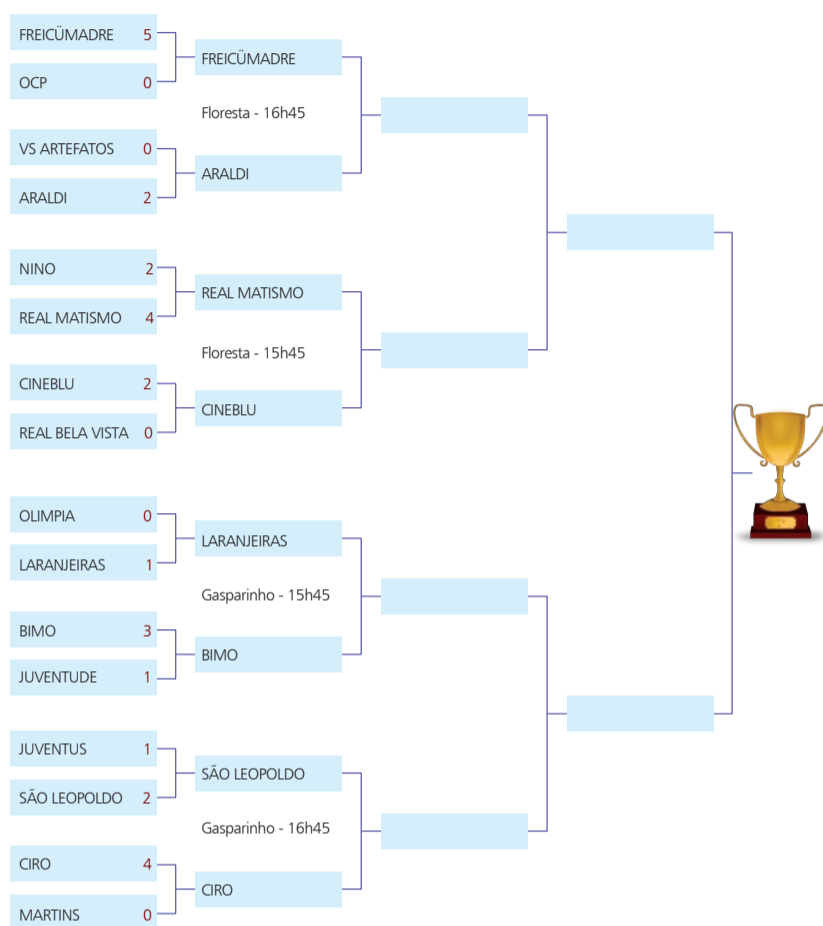 FREICÜMADRE 5
OCP 0
VS ARTEFATOS 0
ARALDI 2
NINO 2
REAL MATISMO 4
CINEBLU 2
REAL BELA VISTA 0
OLIMPIA 0
LARANJEIRAS 1
BIMO 3
JUVENTUDE 1
JUVENTUS 1
SÃO LEOPOLDO 2
CIRO 4
MARTINS 0
FREICÜMADRE
Floresta - 16h45
ARALDI
REAL MATISMO
Floresta - 15h45
CINEBLU
LARANJEIRAS
Gasparinho - 15h45
BIMO
SÃO LEOPOLDO
Gasparinho - 16h45
CIRO